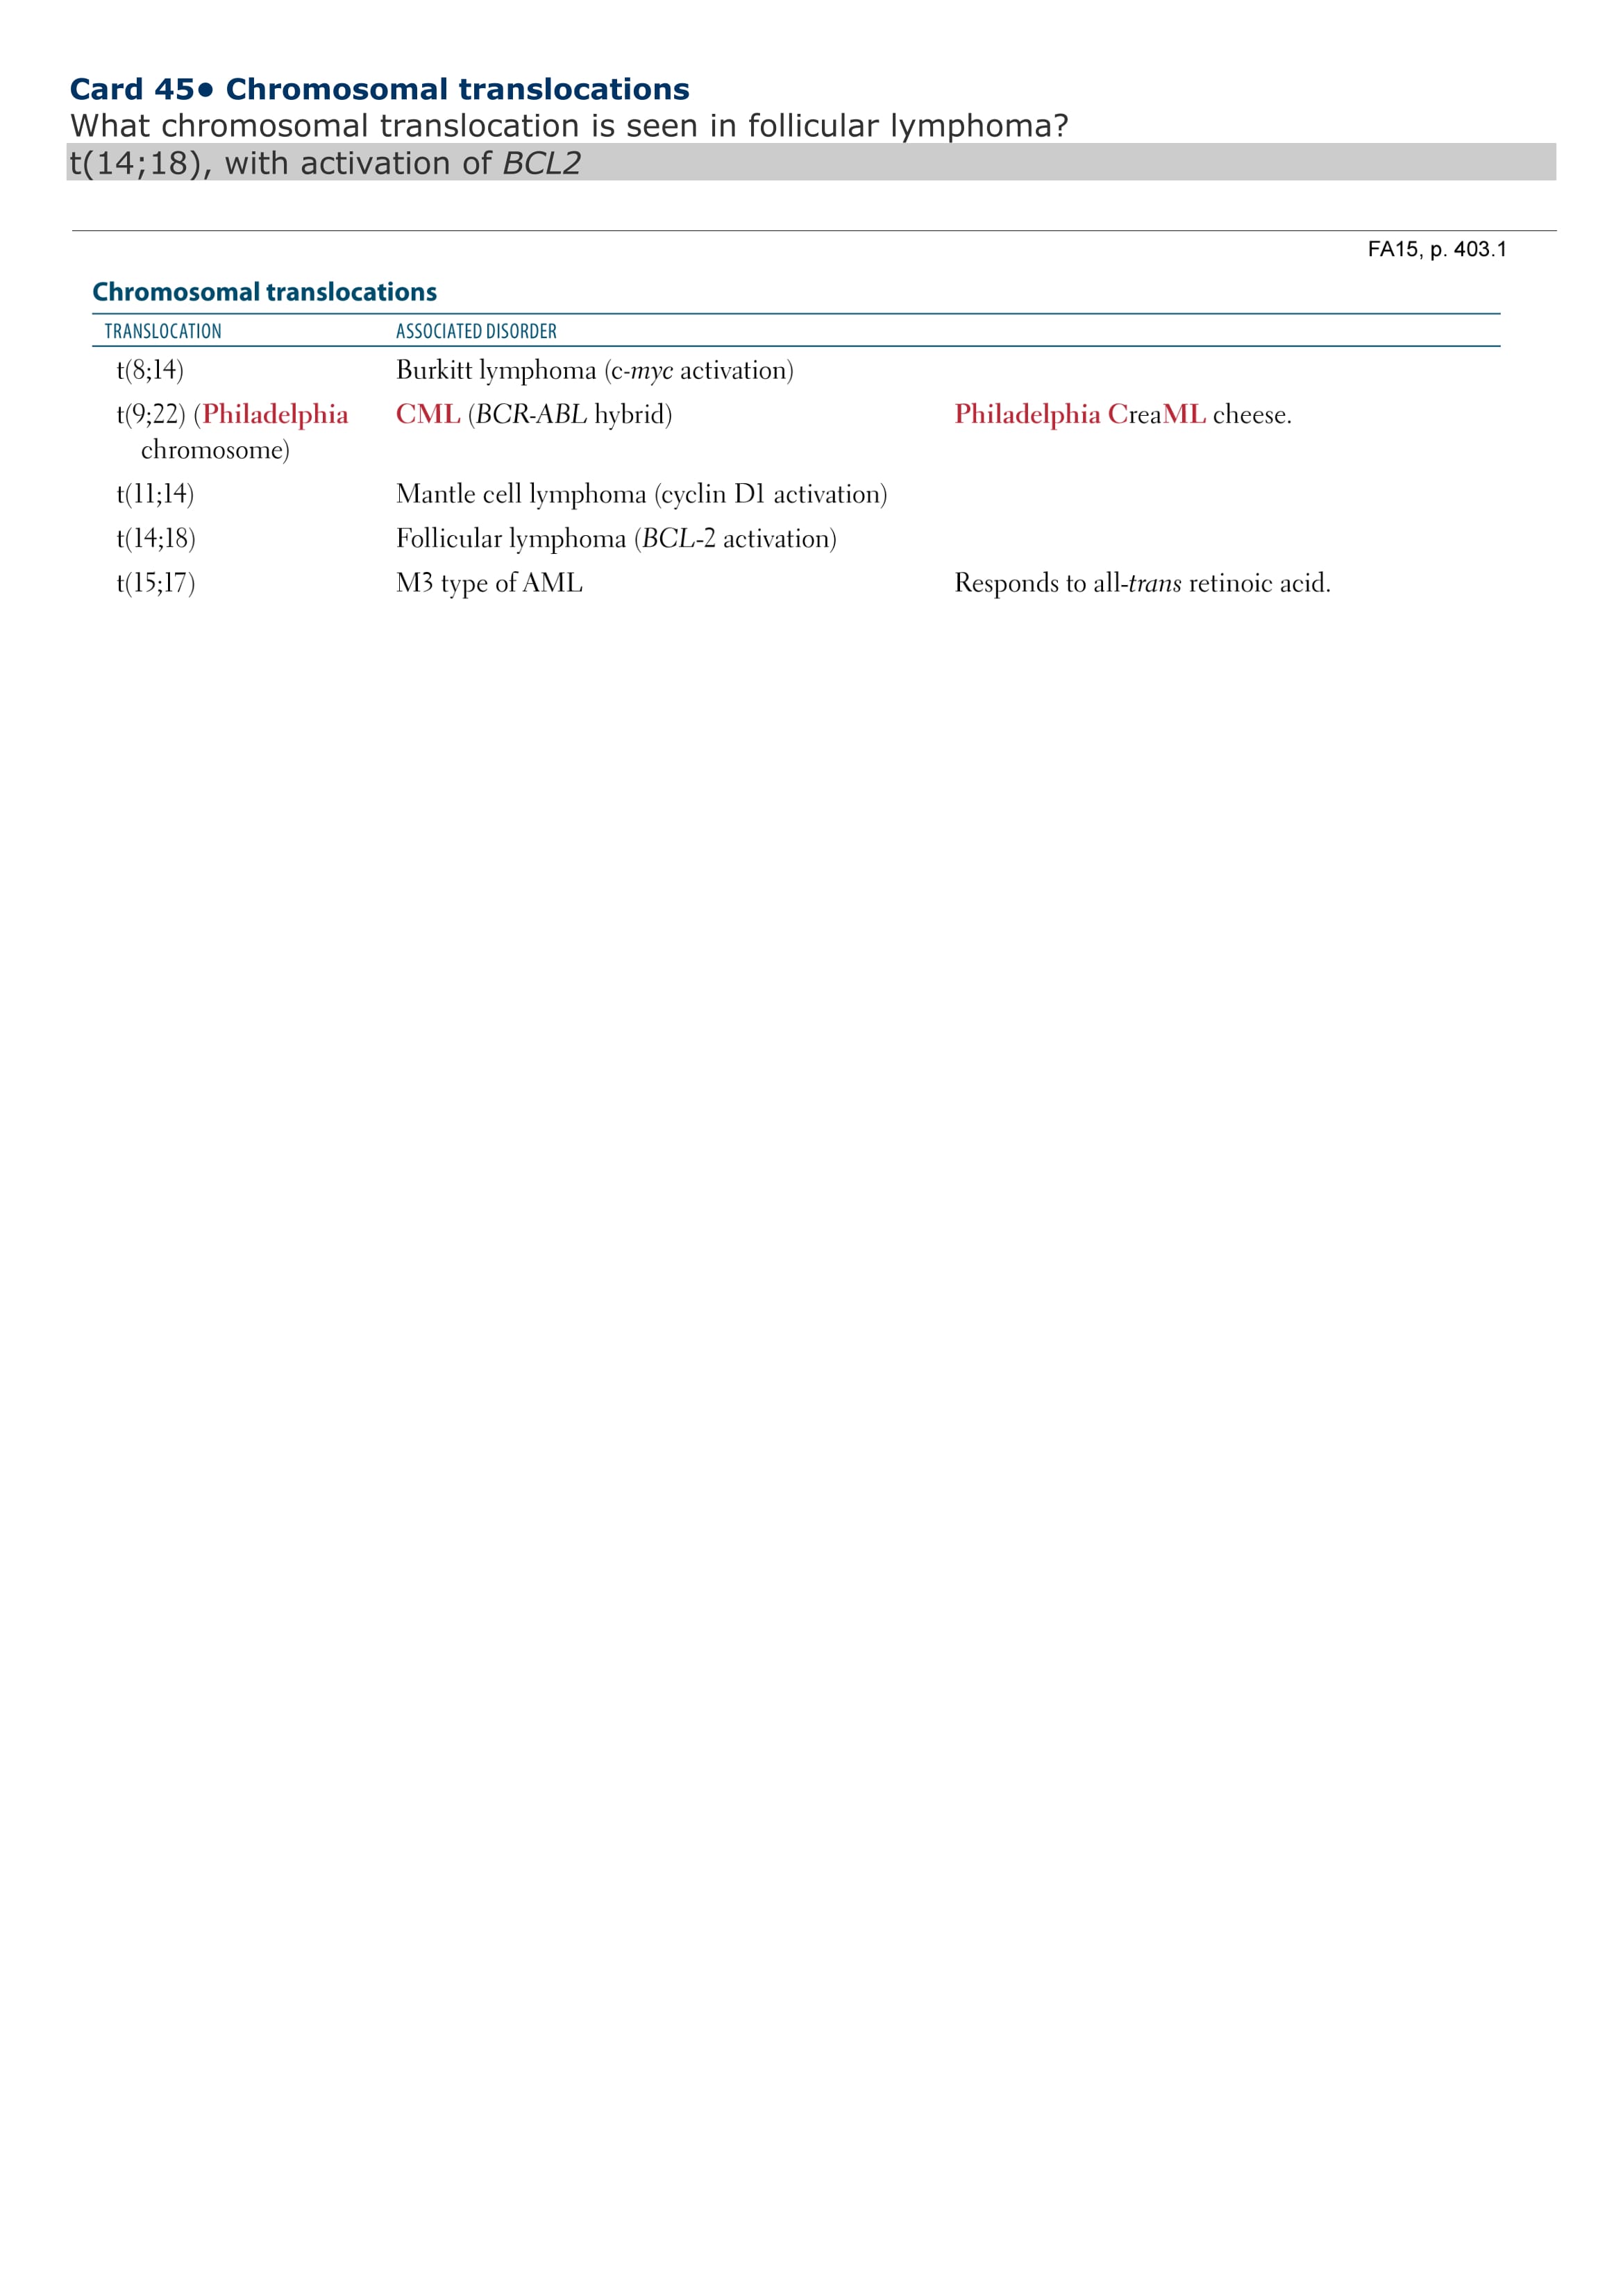 Card 45• Chromosomal translocations
What chromosomal translocation is seen in follicular lymphoma?
t(14;18), with activation of BCL2
FA15, p. 403.1
Chromosomal translocations
TRANSLOCATION ASSOCIATED DISORDER
t(8;14) Burkitt lymphoma (c-myc activation)
t(9;22) (Philadelphia CML (BCR-ABL hybrid) Philadelphia CreaML cheese.
chromosome)
t(11;14) Mantle cell lymphoma (cyclin D1 activation)
t(14;18) Follicular lymphoma (BCL-2 activation)
t(15;17) M3 type of AML Responds to all-trans retinoic acid.